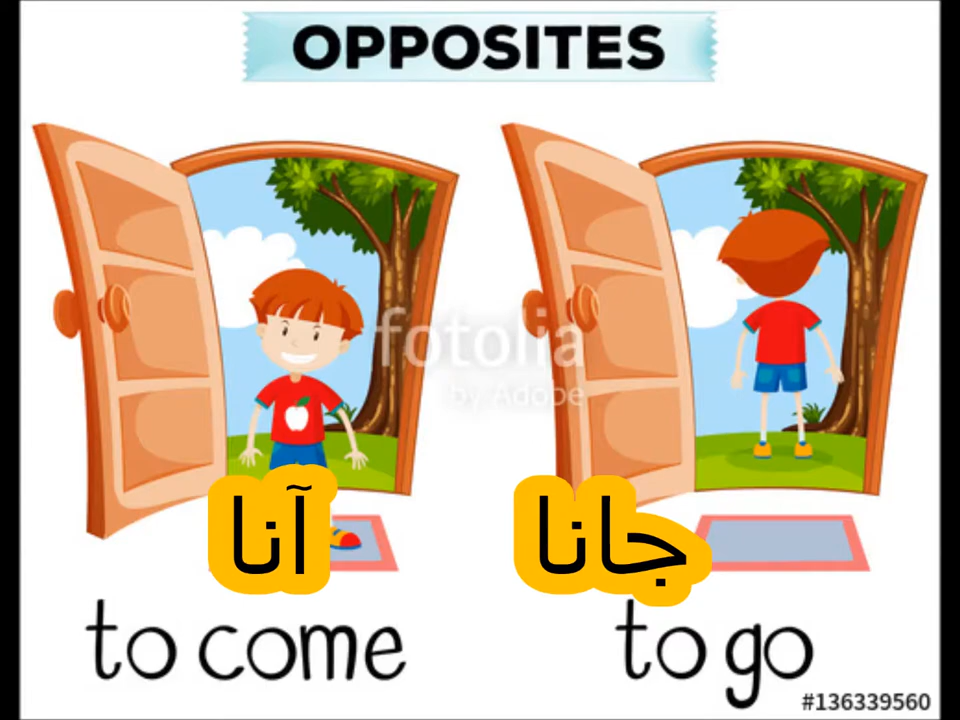 OPPOSITES
fotolia
by Adobe
آنا
جانا
to come
to go
#136339560